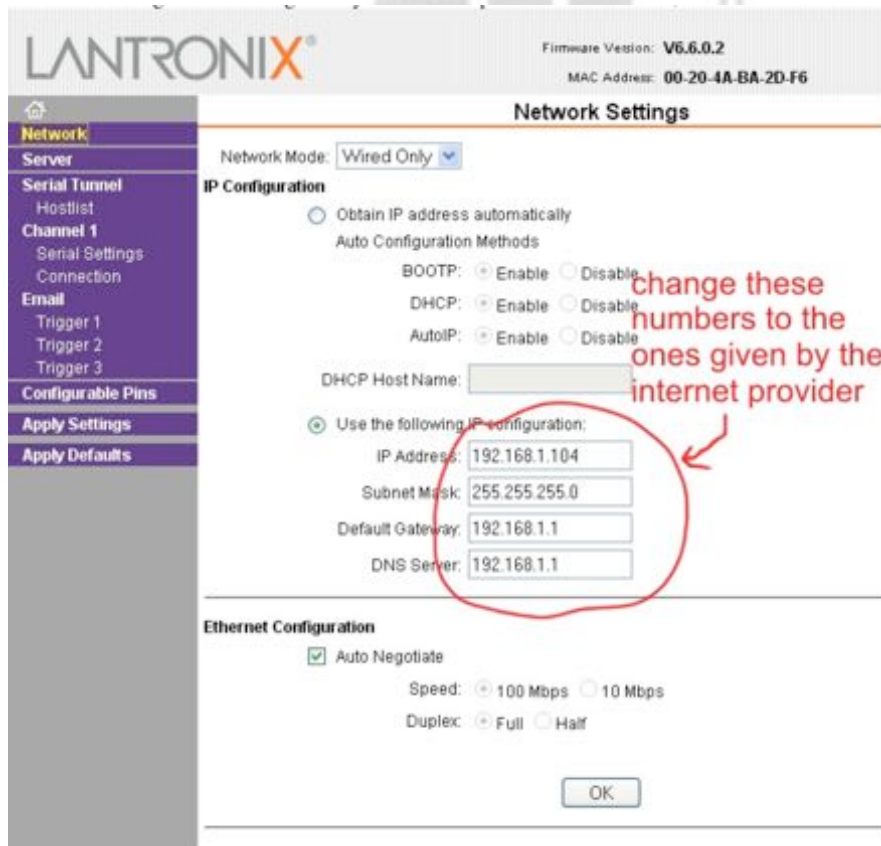 LANTRONIX®
Firmware Version: V6.6.0.2
MAC Address: 00-20-4A-BA-2D-F6
Network
Server
Serial Tunnel
Hostlist
Channel 1
Serial Settings
Connection
Email
Trigger 1
Trigger 2
Trigger 3
Configurable Pins
Apply Settings
Apply Defaults
Network Settings
Network Mode: Wired Only
IP Configuration
Obtain IP address automatically
Auto Configuration Methods
BOOTP: Enable Disable
DHCP: Enable Disable
AutoIP: Enable Disable
DHCP Host Name:
change these
numbers to the
ones given by the
internet provider
Use the following IP configuration:
IP Address: 192.168.1.104
Subnet Mask: 255.255.255.0
Default Gateway: 192.168.1.1
DNS Server: 192.168.1.1
Ethernet Configuration
Auto Negotiate
Speed: 100 Mbps 10 Mbps
Duplex: Full Half
OK